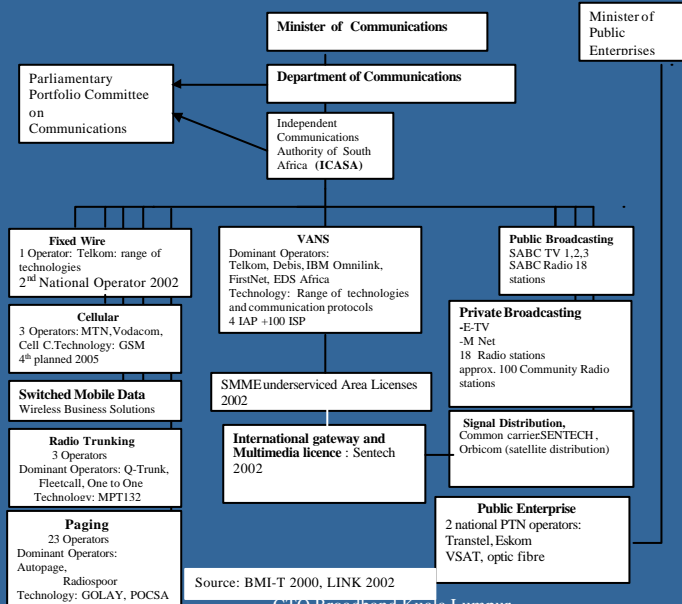 Minister of Communications
Minister of
Public
Enterprises
Department of Communications
Parliamentary
Portfolio Committee
on
Communications
Independent
Communications
Authority of South
Africa (ICASA)
Fixed Wire
1 Operator: Telkom: range of
technologies
2nd National Operator 2002
Cellular
3 Operators: MTN,Vodacom,
Cell C.Technology: GSM
4th planned 2005
Switched Mobile Data
Wireless Business Solutions
Radio Trunking
3 Operators
Dominant Operators: Q-Trunk,
Fleetcall, One to One
Technology: MPT132
Paging
23 Operators
Dominant Operators:
Autopage,
Radiospoor
Technology: GOLAY, POCSA
VANS
Dominant Operators:
Telkom, Debis, IBM Omnilink,
FirstNet, EDS Africa
Technology: Range of technologies
and communication protocols
4 IAP +100 ISP
SMME underserviced Area Licenses
2002
International gateway and
Multimedia licence : Sentech
2002
Public Broadcasting
SABC TV 1,2,3
SABC Radio 18
stations
Private Broadcasting
-E-TV
-M Net
18 Radio stations
approx. 100 Community Radio
stations
Signal Distribution,
Common carrier:SENTECH ,
Orbicom (satellite distribution)
Public Enterprise
2 national PTN operators:
Transtel, Eskom
VSAT, optic fibre
Source: BMI-T 2000, LINK 2002
CTO Broadband Kuala Lumpur